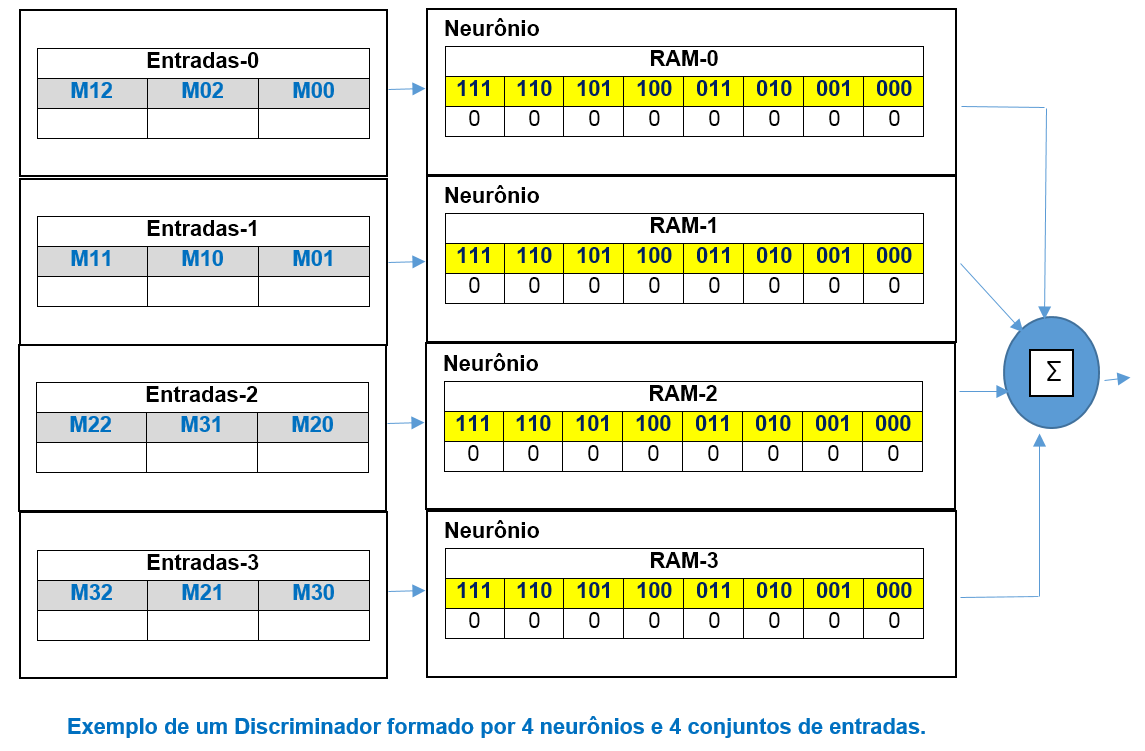 Entradas-0
M12 M02 M00
Neurônio
RAM-0
111 110 101 100 011 010 001 000
0 0 0 0 0 0 0 0
Entradas-1
M11 M10 M01
Neurônio
RAM-1
111 110 101 100 011 010 001 000
0 0 0 0 0 0 0 0
Entradas-2
M22 M31 M20
Neurônio
RAM-2
111 110 101 100 011 010 001 000
0 0 0 0 0 0 0 0
Entradas-3
M32 M21 M30
Neurônio
RAM-3
111 110 101 100 011 010 001 000
0 0 0 0 0 0 0 0
Σ
Exemplo de um Discriminador formado por 4 neurônios e 4 conjuntos de entradas.